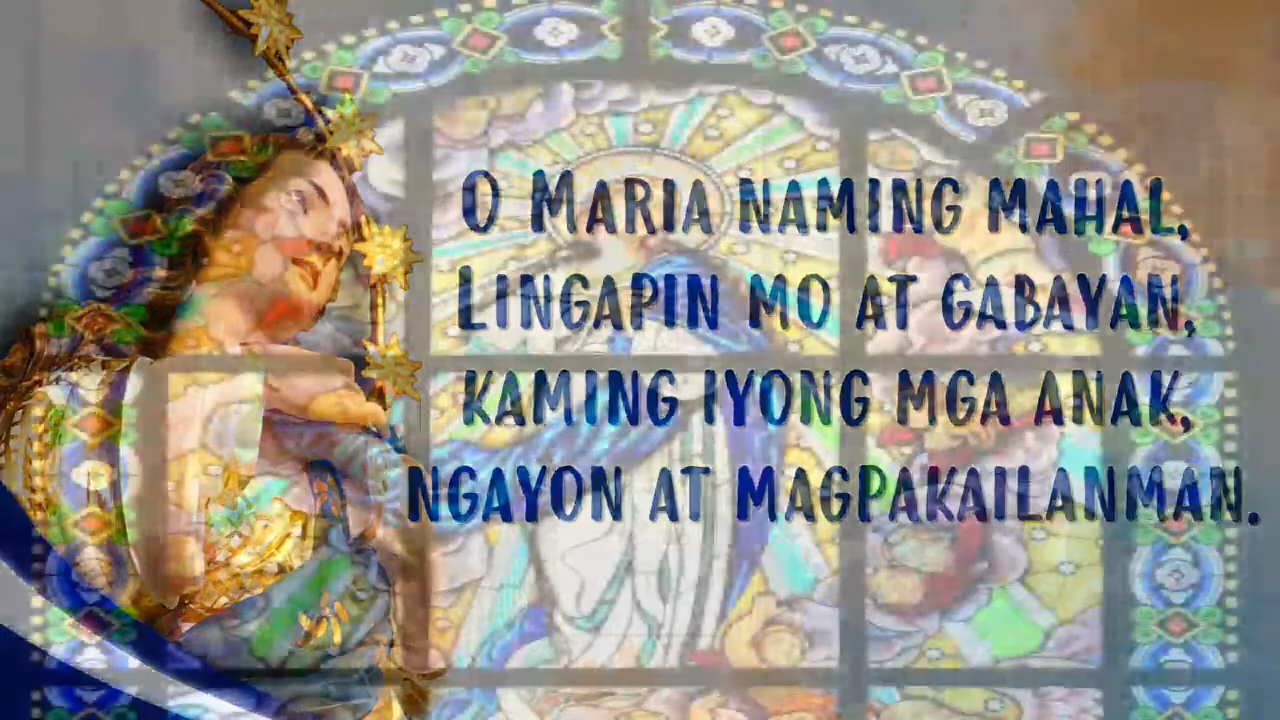 O MARIA NAMING MAHAL,
LINGAPIN MO AT GABAYAN,
KAMING IYONG MGA ANAK,
NGAYON AT MAGPAKAILANMAN.